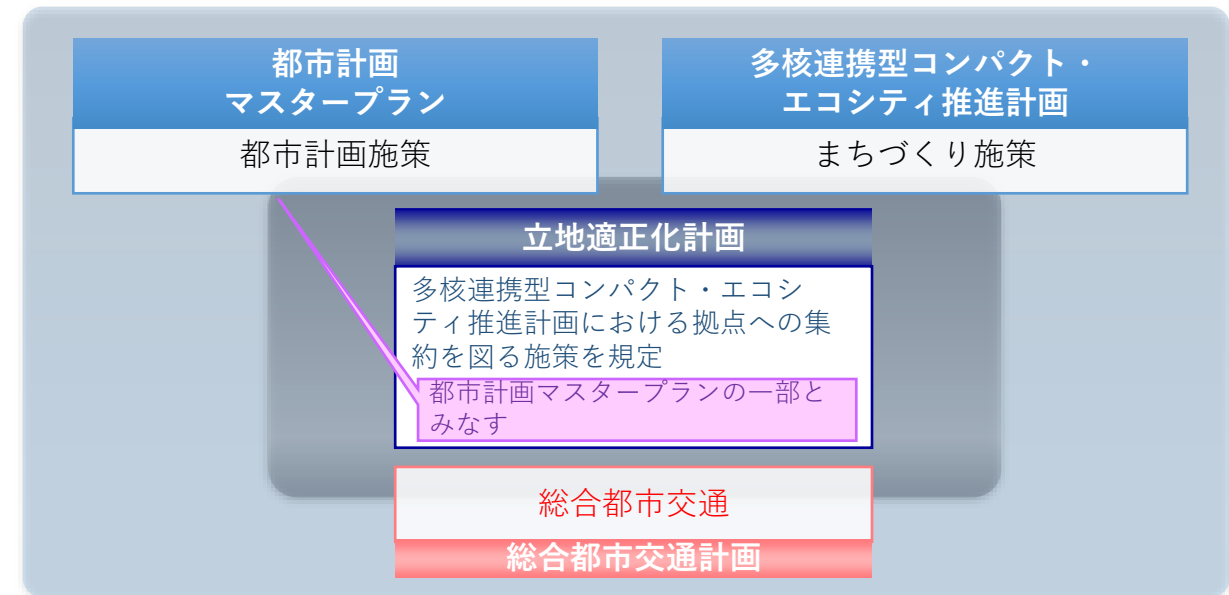 都市計画
マスタープラン
都市計画施策
多核連携型コンパクト・
エコシティ推進計画
まちづくり施策
立地適正化計画
多核連携型コンパクト・エコシ
ティ推進計画における拠点への集
約を図る施策を規定
都市計画マスタープランの一部と
みなす
総合都市交通
総合都市交通計画